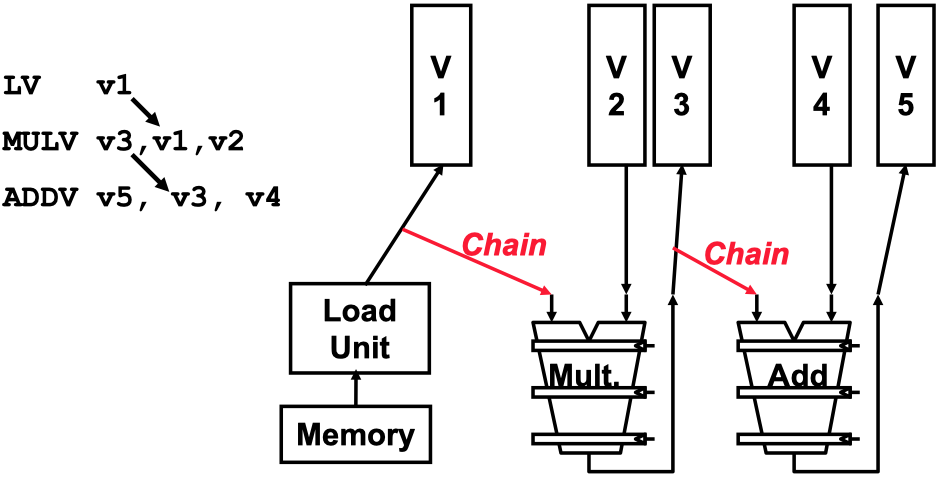 LV v1
MULV v3,v1,v2
ADDV v5, v3, v4
V 1
V 2
V 3
V 4
V 5
Chain
Chain
Load
Unit
Mult.
Add
Memory